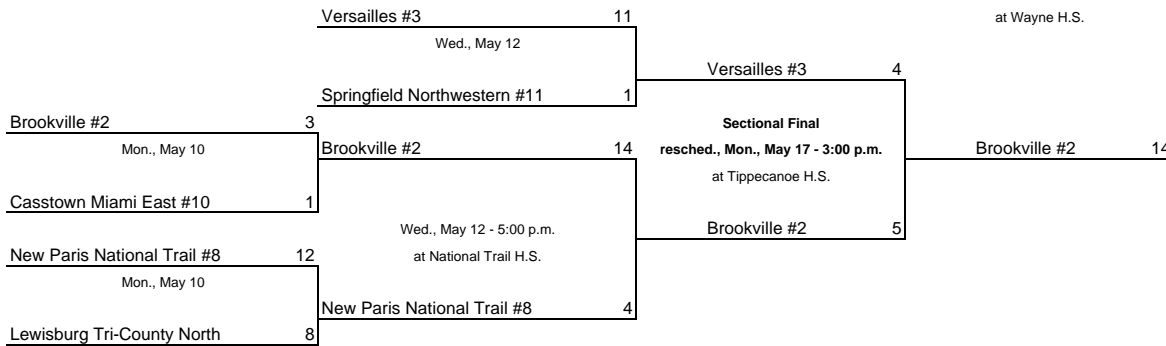 Versailles #3 11
at Wayne H.S.
Wed., May 12
Versailles #3 4
Springfield Northwestern #11 1
Brookville #2 3
Sectional Final
Mon., May 10
Brookville #2 14
resched., Mon., May 17 - 3:00 p.m.
Brookville #2 14
at Tippecanoe H.S.
Casstown Miami East #10 1
Wed., May 12 - 5:00 p.m.
Brookville #2 5
New Paris National Trail #8 12
at National Trail H.S.
Mon., May 10
New Paris National Trail #8 4
Lewisburg Tri-County North 8